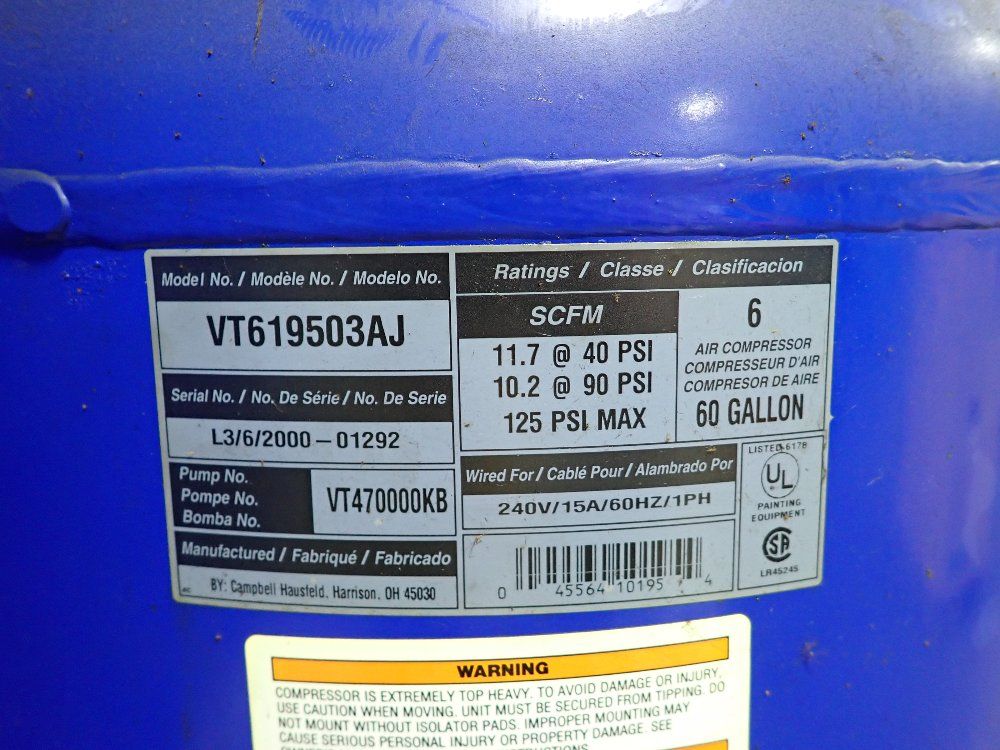 Model No. / Modèle No. / Modelo No.
VT619503AJ
Serial No. / No. De Série / No. De Serie
L3/6/2000-01292
Pump No.
Pompe No.
Bomba No.
VT470000KB
Manufactured / Fabriqué / Fabricado
BY: Campbell Hausfeld, Harrison, OH 45030
Ratings / Classe / Clasificacion
SCFM
11.7 @ 40 PSI
10.2 @ 90 PSI
125 PSI MAX
6
AIR COMPRESSOR
COMPRESSEUR D'AIR
COMPRESOR DE AIRE
60 GALLON
Wired For / Cablé Pour / Alambrado Por
240V/15A/60HZ/1PH
0 45564 10195 4
LISTED 617B
UL
PAINTING
EQUIPMENT
SA
LR45245
WARNING
COMPRESSOR IS EXTREMELY TOP HEAVY. TO AVOID DAMAGE OR INJURY,
USE CAUTION WHEN MOVING. UNIT MUST BE SECURED FROM TIPPING. DO
NOT MOUNT WITHOUT ISOLATOR PADS. IMPROPER MOUNTING MAY
CAUSE SERIOUS PERSONAL INJURY OR PROPERTY DAMAGE. SEE